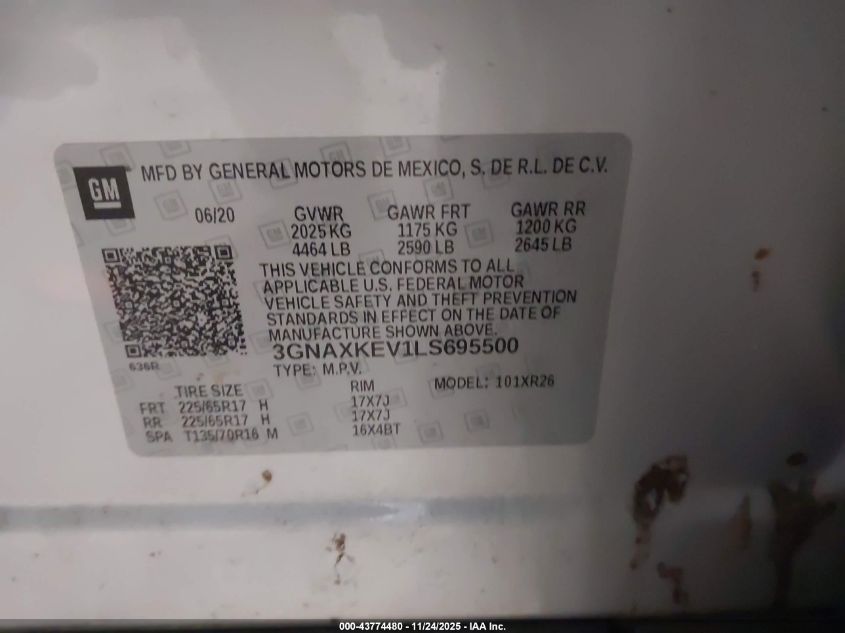 GM
MFD BY GENERAL MOTORS DE MEXICO, S. DE R.L. DE C.V.
06/20 GVWR GAWR FRT GAWR RR
2025 KG 1175 KG 1200 KG
4464 LB 2590 LB 2645 LB
THIS VEHICLE CONFORMS TO ALL
APPLICABLE U.S. FEDERAL MOTOR
VEHICLE SAFETY AND THEFT PREVENTION
STANDARDS IN EFFECT ON THE DATE OF
MANUFACTURE SHOWN ABOVE.
3GNAXKEV1LS695500
636R
TYPE: M.P.V.
TIRE SIZE RIM MODEL: 101XR26
FRT 225/65R17 H 17X7J
RR 225/65R17 H 17X7J
SPA T135/70R16 M 16X4BT
000-43774480 - 11/24/2025 - IAA Inc.